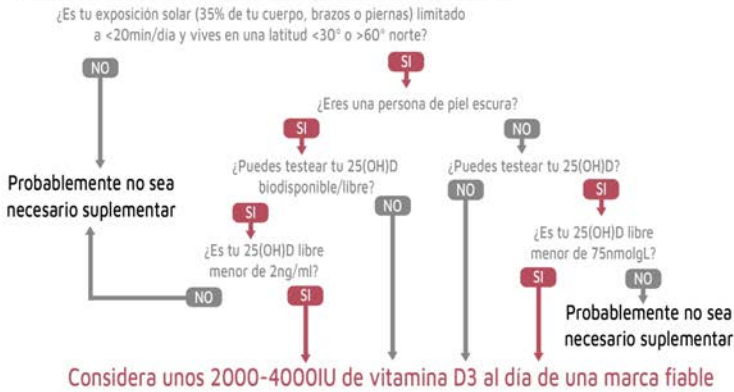 ¿Es tu exposición solar (35% de tu cuerpo, brazos o piernas) limitado
a <20min/dia y vives en una latitud <30° o >60° norte?
NO
SI
¿Eres una persona de piel escura?
SI
NO
¿Puedes testear tu 25(OH)D
biodisponible/libre?
¿Puedes testear tu 25(OH)D?
Probablemente no sea
necesario suplementar
SI
NO
NO
SI
¿Es tu 25(OH)D libre
menor de 2ng/ml?
¿Es tu 25(OH)D libre
menor de 75nmolgL?
NO
SI
SI
NO
Probablemente no sea
necesario suplementar
Considera unos 2000-4000IU de vitamina D3 al día de una marca fiable